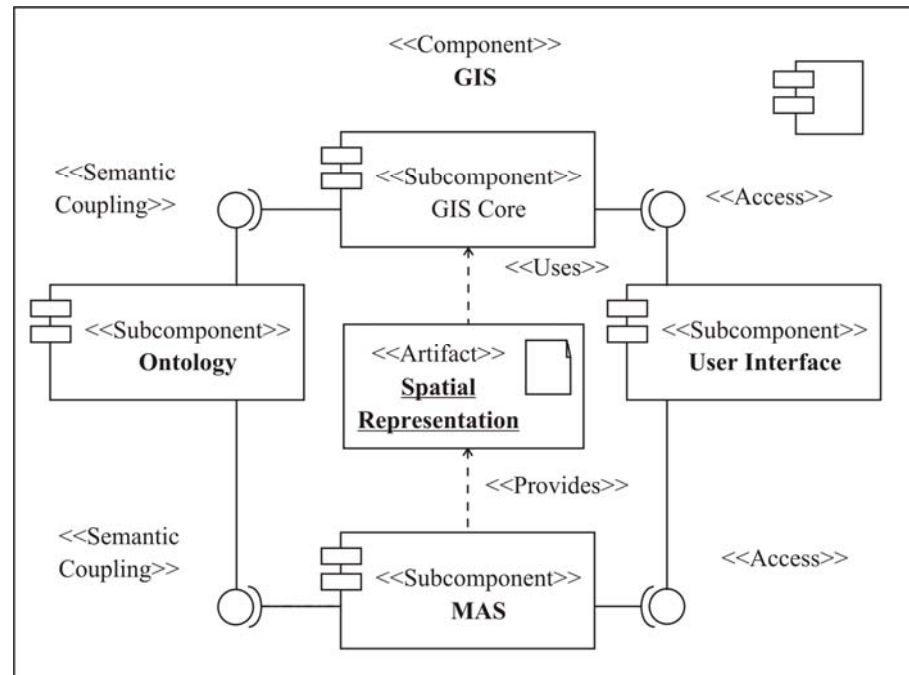 <<Component>>
GIS
<<Semantic
Coupling>>
<<Subcomponent>>
GIS Core
<<Access>>
<<Uses>>
<<Subcomponent>>
Ontology
<<Artifact>>
Spatial
Representation
<<Subcomponent>>
User Interface
<<Provides>>
<<Semantic
Coupling>>
<<Subcomponent>>
MAS
<<Access>>